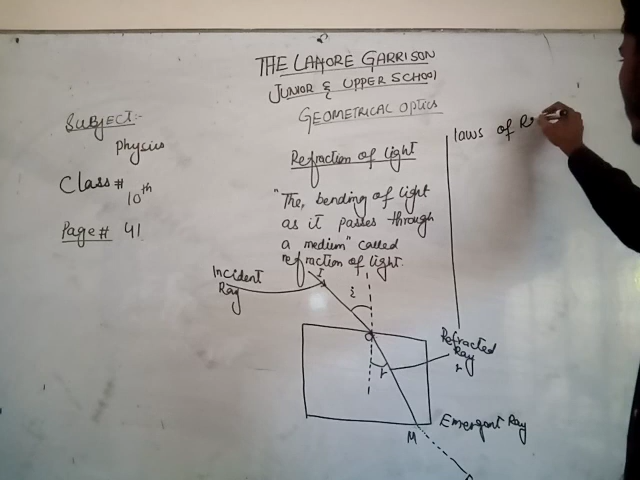 THE LAHORE GARRISON
JUNIOR & UPPER SCHOOL
GEOMETRICAL OPTICS
Subject:-
Physics
Class#
10th
Page# 41
Refraction of light
"The, bending of light
as it passes through
a medium" called
refraction of light.
laws of Re
Incident
Ray
I
i
O
r
Refracted
Ray
r
M
Emergent Ray